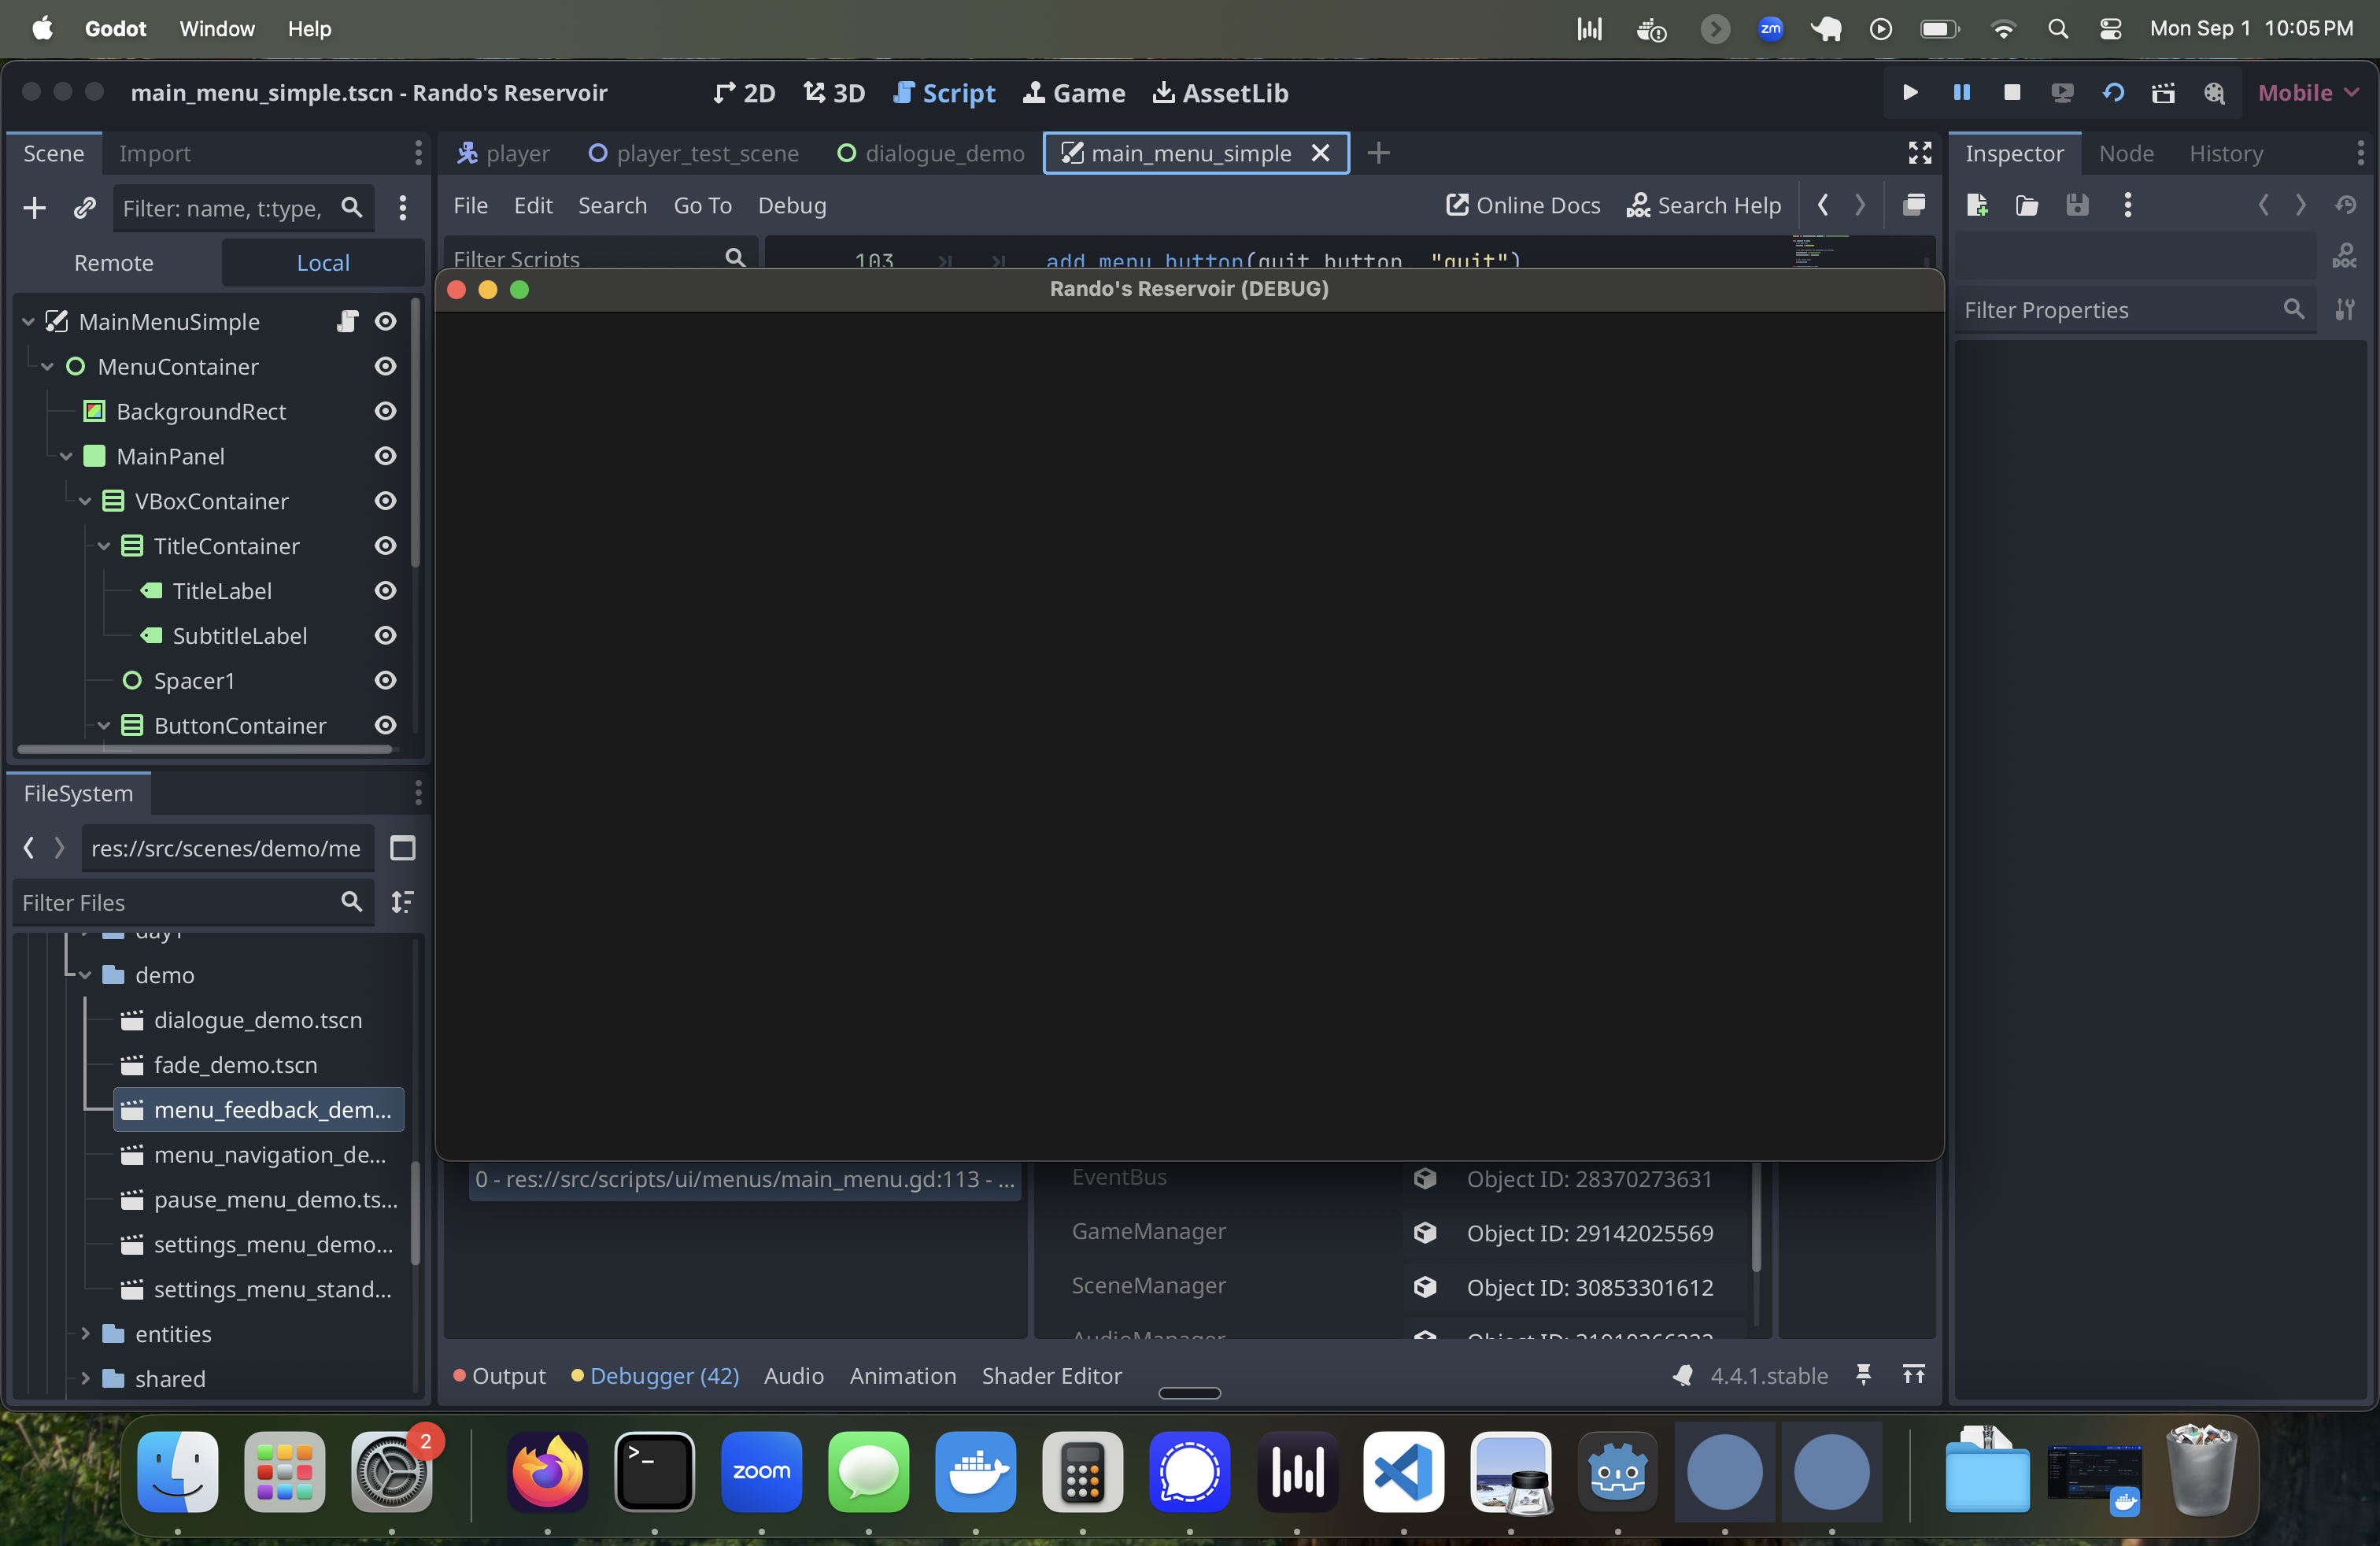 Godot Window Help
zm
Mon Sep 1 10:05 PM
main_menu_simple.tscn - Rando's Reservoir
2D 3D Script Game AssetLib
Mobile
Scene Import
player player_test_scene dialogue_demo main_menu_simple
Inspector Node History
Filter: name, t:type,
File Edit Search Go To Debug
Online Docs Search Help
Remote Local
Filter Scripts
103 add_menu_button(quit_button, "quit")
DOC
Rando's Reservoir (DEBUG)
Filter Properties
MainMenuSimple
MenuContainer
BackgroundRect
MainPanel
VBoxContainer
TitleContainer
TitleLabel
SubtitleLabel
Spacer1
ButtonContainer
FileSystem
res://src/scenes/demo/me
Filter Files
day1
demo
dialogue_demo.tscn
fade_demo.tscn
menu_feedback_dem...
menu_navigation_de...
pause_menu_demo.ts...
settings_menu_demo...
settings_menu_stand...
entities
shared
0 - res://src/scripts/ui/menus/main_menu.gd:113 - ...
EventBus Object ID: 28370273631
GameManager Object ID: 29142025569
SceneManager Object ID: 30853301612
AudioManager Object ID:
Output Debugger (42) Audio Animation Shader Editor
4.4.1.stable
2
>_
zoom